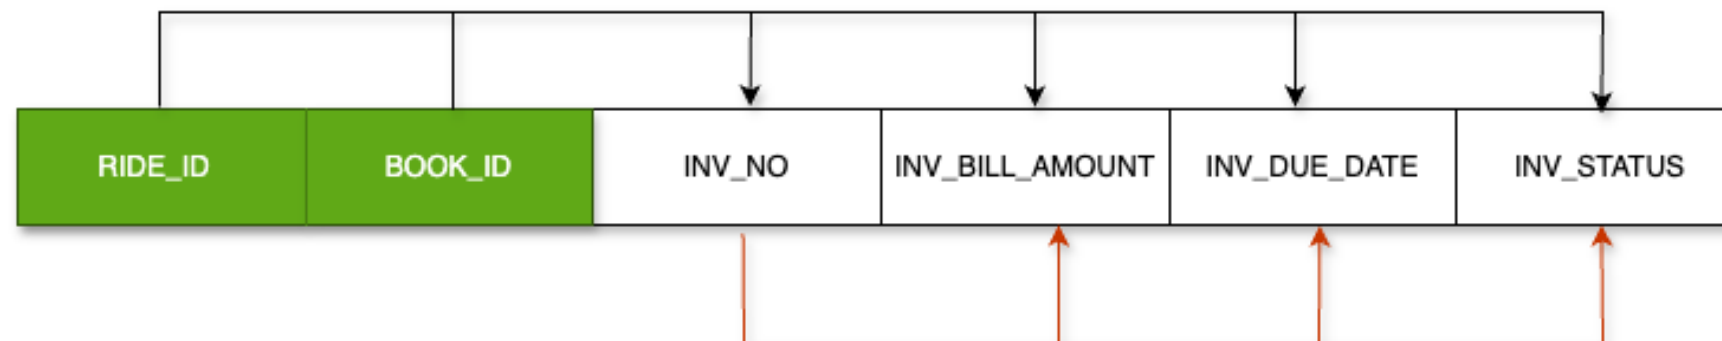 RIDE_ID BOOK_ID INV_NO INV_BILL_AMOUNT INV_DUE_DATE INV_STATUS